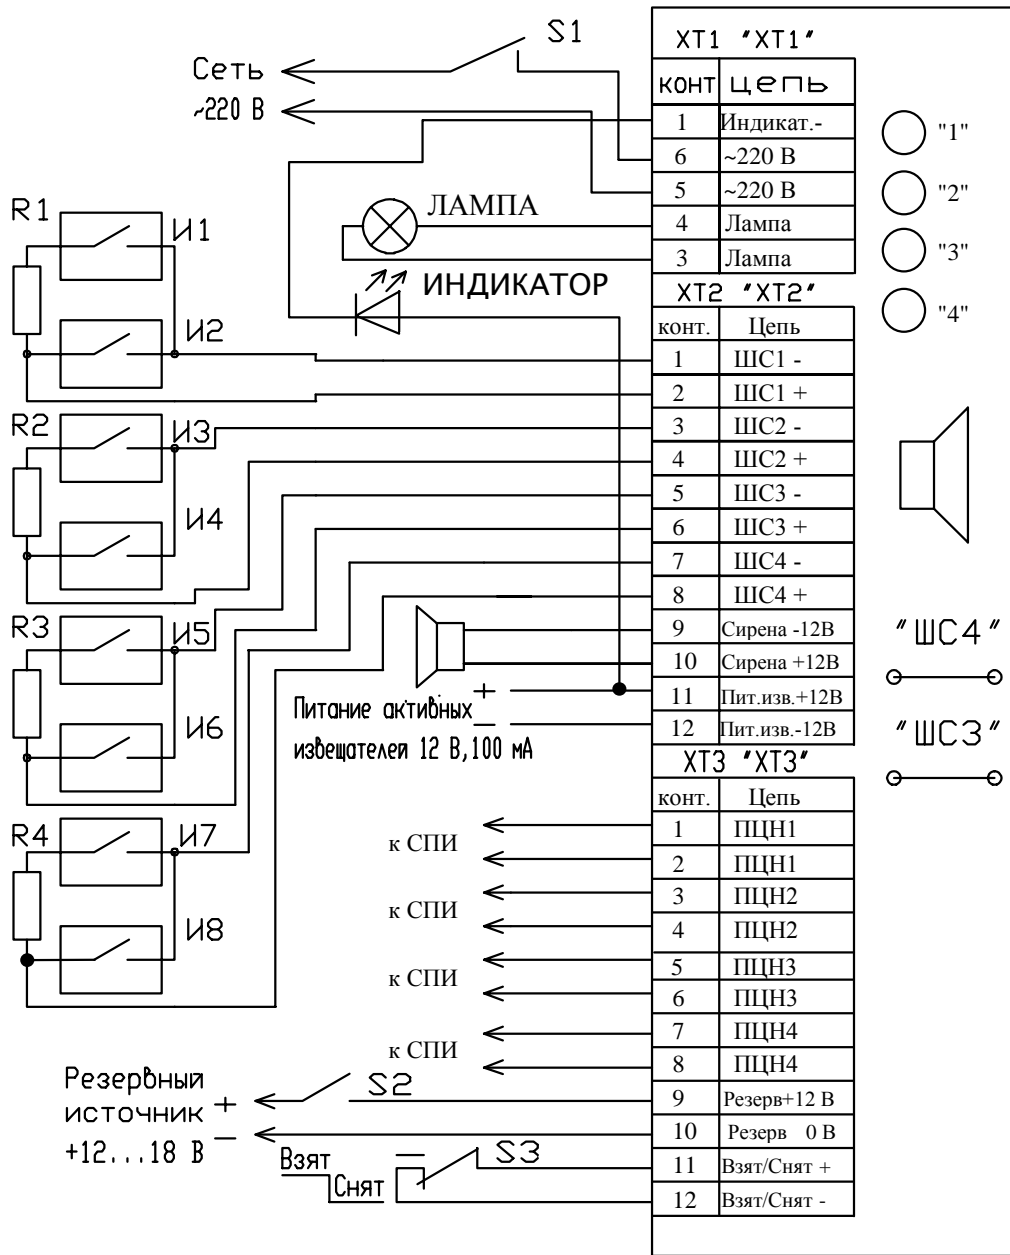 S1
Сеть
~220 В
R1
И1
И2
ЛАМПА
ИНДИКАТОР
R2
И3
И4
R3
И5
И6
Питание активных
извещателей 12 В,100 мА
+
—
R4
И7
И8
к СПИ
к СПИ
к СПИ
к СПИ
Резервный
источник
+12...18 В
+
—
S2
S3
Взят
Снят
XT1 "XT1"
конт цепь
1 Индикат.-
6 ~220 В
5 ~220 В
4 Лампа
3 Лампа
XT2 "XT2"
конт. Цепь
1 ШС1 -
2 ШС1 +
3 ШС2 -
4 ШС2 +
5 ШС3 -
6 ШС3 +
7 ШС4 -
8 ШС4 +
9 Сирена -12В
10 Сирена +12В
11 Пит.изв.+12В
12 Пит.изв.-12В
XT3 "XT3"
конт. Цепь
1 ПЦН1
2 ПЦН1
3 ПЦН2
4 ПЦН2
5 ПЦН3
6 ПЦН3
7 ПЦН4
8 ПЦН4
9 Резерв+12 В
10 Резерв 0 В
11 Взят/Снят +
12 Взят/Снят -
"1"
"2"
"3"
"4"
"ШС4"
"ШС3"